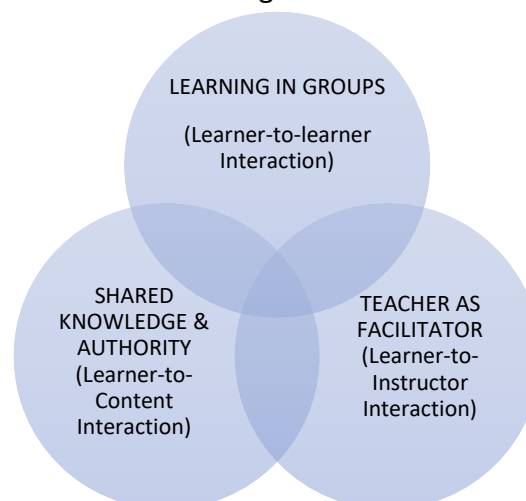 LEARNING IN GROUPS
(Learner-to-learner
Interaction)
SHARED
KNOWLEDGE &
AUTHORITY
(Learner-to-
Content
Interaction)
TEACHER AS
FACILITATOR
(Learner-to-
Instructor
Interaction)